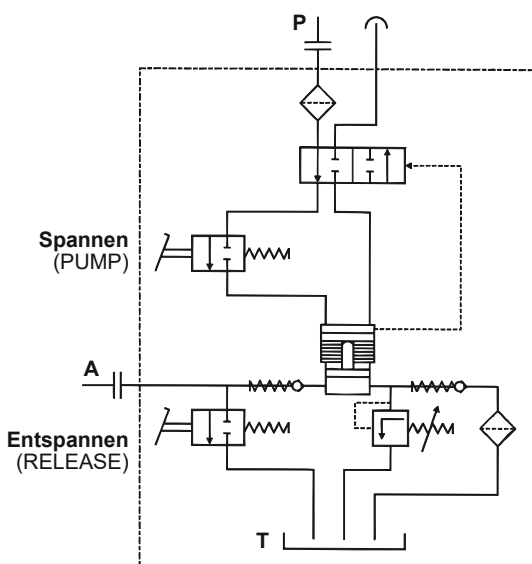 P
Spannen
(PUMP)
A
Entspannen
(RELEASE)
T